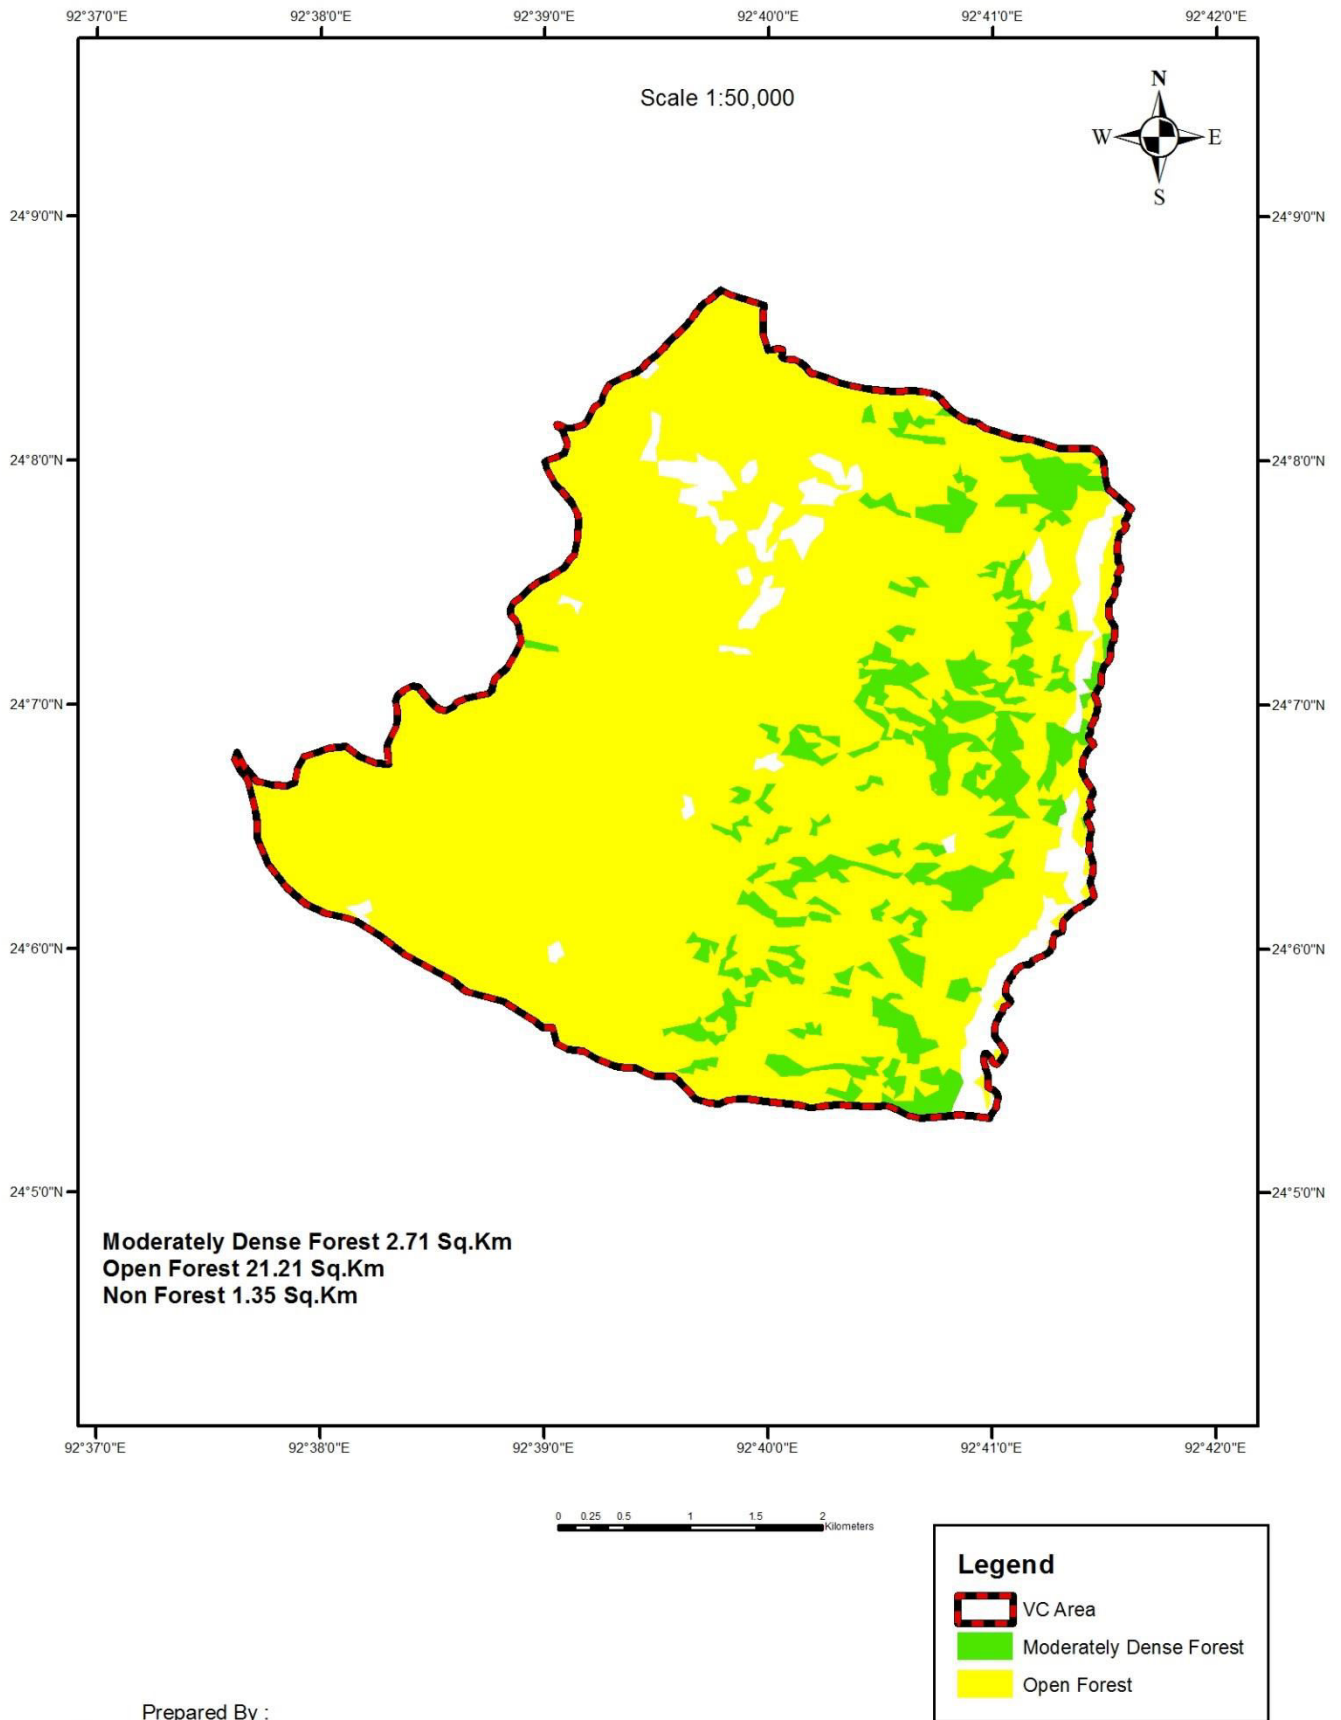 92°37'0"E 92°38'0"E 92°39'0"E 92°40'0"E 92°41'0"E 92°42'0"E
Scale 1:50,000
N
W E
S
24°9'0"N 24°9'0"N
24°8'0"N 24°8'0"N
24°7'0"N 24°7'0"N
24°6'0"N 24°6'0"N
24°5'0"N 24°5'0"N
Moderately Dense Forest 2.71 Sq.Km
Open Forest 21.21 Sq.Km
Non Forest 1.35 Sq.Km
92°37'0"E 92°38'0"E 92°39'0"E 92°40'0"E 92°41'0"E 92°42'0"E
0 0.25 0.5 1 1.5 2
Kilometers
Legend
VC Area
Moderately Dense Forest
Open Forest
Prepared By :